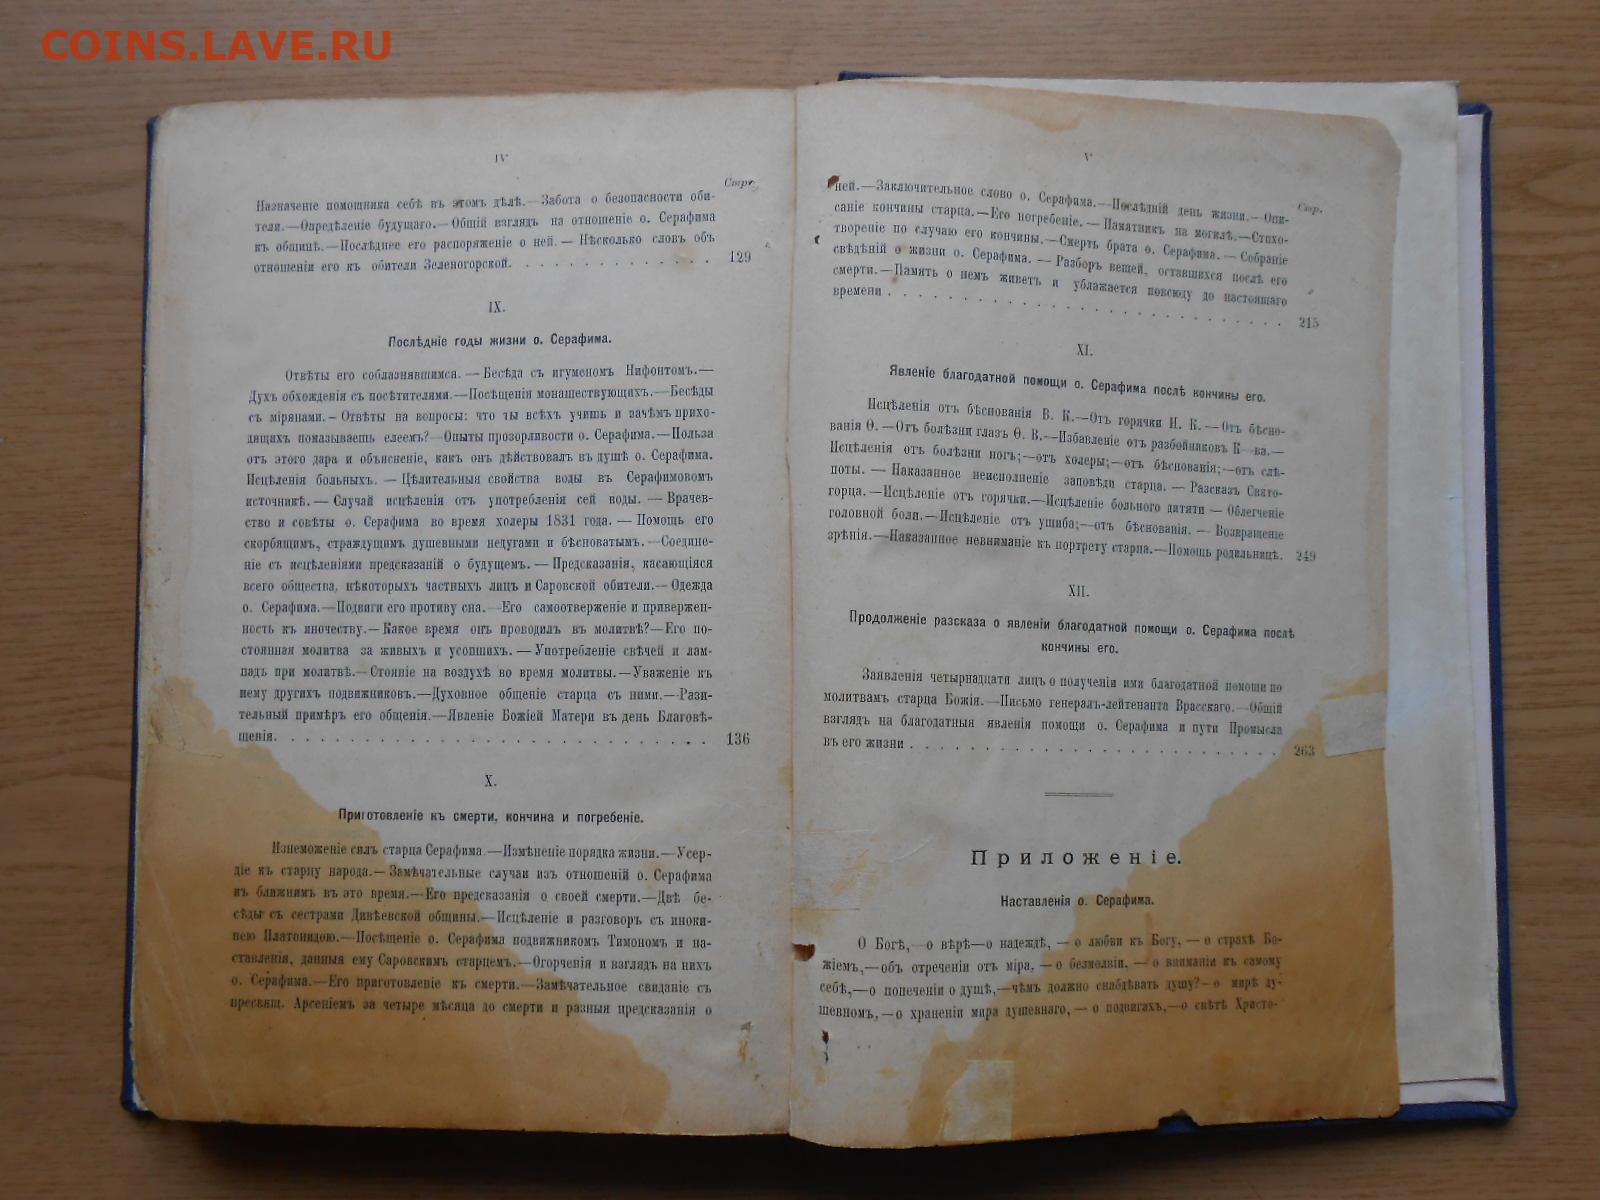 COINS.LAVE.RU
IV
Стр.
Назначеніе помощника себѣ въ этомъ дѣлѣ.—Забота о безопасности оби-
тели.—Опредѣленіе будущаго.—Общій взглядъ на отношеніе о. Серафима
къ общинѣ.—Послѣднее его распоряженіе о ней. — Нѣсколько словъ объ
отношеніи его къ обители Зеленогорской. . . . . . . . . . . . . . 129
IX.
Послѣдніе годы жизни о. Серафима.
Отвѣты его соблазнявшимся. — Бесѣда съ игуменомъ Нифонтомъ.—
Духъ обхожденія съ посѣтителями.—Посѣщенія монашествующихъ.—Бесѣды
съ мірянами.— Отвѣты на вопросы: что ты всѣхъ учишь и зачѣмъ прихо-
дящихъ помазываешь елеемъ?—Опыты прозорливости о. Серафима.—Польза
отъ этого дара и объясненіе, какъ онъ дѣйствовалъ въ душѣ о. Серафима.
Исцѣленія больныхъ. — Цѣлительныя свойства воды въ Серафимовомъ
источникѣ. — Случай исцѣленія отъ употребленія сей воды. — Врачев-
ство и совѣты о. Серафима во время холеры 1831 года. — Помощь его
скорбящимъ, страждущимъ душевными недугами и бѣсноватымъ.—Соедине-
ніе съ исцѣленіями предсказаній о будущемъ. — Предсказанія, касающіяся
всего общества, нѣкоторыхъ частныхъ лицъ и Саровской обители.— Одежда
о. Серафима.—Подвиги его противу сна.—Его самоотверженіе и привержен-
ность къ иночеству.— Какое время онъ проводилъ въ молитвѣ?—Его по-
стоянная молитва за живыхъ и усопшихъ. — Употребленіе свѣчей и лам-
падъ при молитвѣ.—Стояніе на воздухѣ во время молитвы.—Уваженіе къ
нему другихъ подвижниковъ.—Духовное общеніе старца съ ними.—Рази-
тельный примѣръ его общенія.—Явленіе Божіей Матери въ день Благовѣ-
щенія. . . . . . . . . . . . . . . . . . . . . . . . . . . . . 136
X.
Приготовленіе къ смерти, кончина и погребеніе.
Изнеможеніе силъ старца Серафима.—Измѣненіе порядка жизни.—Усер-
діе къ старцу народа.—Замѣчательные случаи изъ отношеній о. Серафима
къ ближнимъ въ это время.—Его предсказанія о своей смерти.—Двѣ бе-
сѣды съ сестрами Дивѣевской общины.—Исцѣленіе и разговоръ съ иноки-
нею Платонидою.—Посѣщеніе о. Серафима подвижникомъ Тимономъ и на-
ставленія, данныя ему Саровскимъ старцемъ.—Огорченія и взглядъ на нихъ
о. Серафима.—Его приготовленіе къ смерти.—Замѣчательное свиданіе съ
преосвящ. Арсеніемъ за четыре мѣсяца до смерти и разныя предсказанія о
V
Стр.
ней.—Заключительное слово о. Серафима.—Послѣдній день жизни.—Опи-
саніе кончины старца.—Его погребеніе.—Памятникъ на могилѣ.—Стихо-
твореніе по случаю его кончины.—Смерть брата о. Серафима. — Собраніе
свѣдѣній о жизни о. Серафима. — Разборъ вещей, оставшихся послѣ его
смерти.—Память о немъ живетъ и ублажается повсюду до настоящаго
времени . . . . . . . . . . . . . . . . . . . . . . . . . . 215
XI.
Явленіе благодатной помощи о. Серафима послѣ кончины его.
Исцѣленія отъ бѣснованія В. К.—Отъ горячки Н. К.—Отъ бѣсно-
ванія Ѳ.—Отъ болѣзни глазъ Ѳ. В.—Избавленіе отъ разбойниковъ К—ва.—
Исцѣленія отъ болѣзни ногъ;—отъ холеры;—отъ бѣснованія;—отъ слѣ-
поты. — Наказанное неисполненіе заповѣди старца. — Разсказъ Свято-
горца.—Исцѣленіе отъ горячки.—Исцѣленіе больного дитяти — Облегченіе
головной боли.—Исцѣленіе отъ ушиба;—отъ бѣснованія. — Возвращеніе
зрѣнія.—Наказанное невниманіе къ портрету старца.—Помощь родильницѣ. 249
XII.
Продолженіе разсказа о явленіи благодатной помощи о. Серафима послѣ
кончины его.
Заявленія четырнадцати лицъ о полученіи ими благодатной помощи по
молитвамъ старца Божія.—Письмо генералъ-лейтенанта Врасскаго.—Общій
взглядъ на благодатныя явленія помощи о. Серафима и пути Промысла
въ его жизни . . . . . . . . . . . . . . . . . . . . . . . . . 263
Приложеніе.
Наставленія о. Серафима.
О Богѣ,—о вѣрѣ—о надеждѣ, — о любви къ Богу, — о страхѣ Бо-
жіемъ,—объ отреченіи отъ міра, — о безмолвіи, — о вниманіи къ самому
себѣ,—о попеченіи о душѣ,—чѣмъ должно снабдѣвать душу?—о мирѣ ду-
шевномъ,—о храненіи мира душевнаго, — о подвигахъ,—о свѣтѣ Христо-